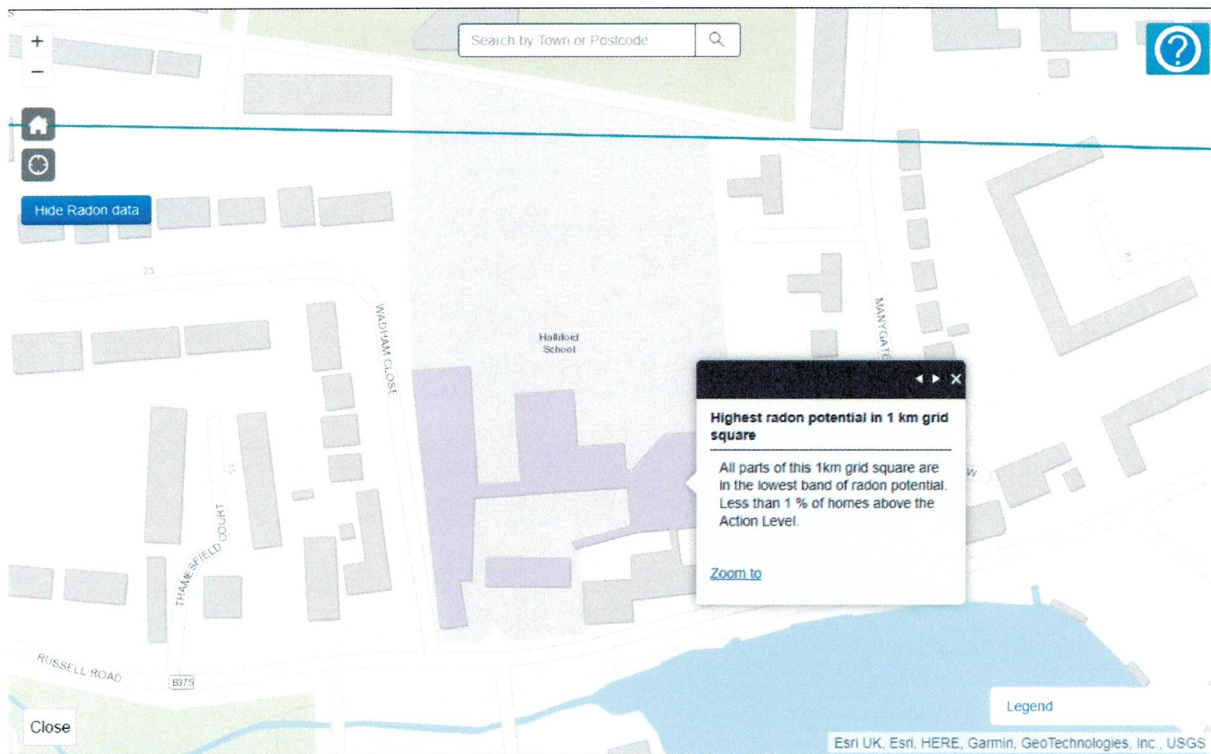 +
Search by Town or Postcode
?
−
Hide Radon data
25
WADHAM CLOSE
Halliford
School
MANYGATE
Highest radon potential in 1 km grid
square
All parts of this 1km grid square are
in the lowest band of radon potential.
Less than 1 % of homes above the
Action Level.
Zoom to
W
15
THAMESFIELD COURT
RUSSELL ROAD
B375
Legend
Close
Esri UK, Esri, HERE, Garmin, GeoTechnologies, Inc., USGS